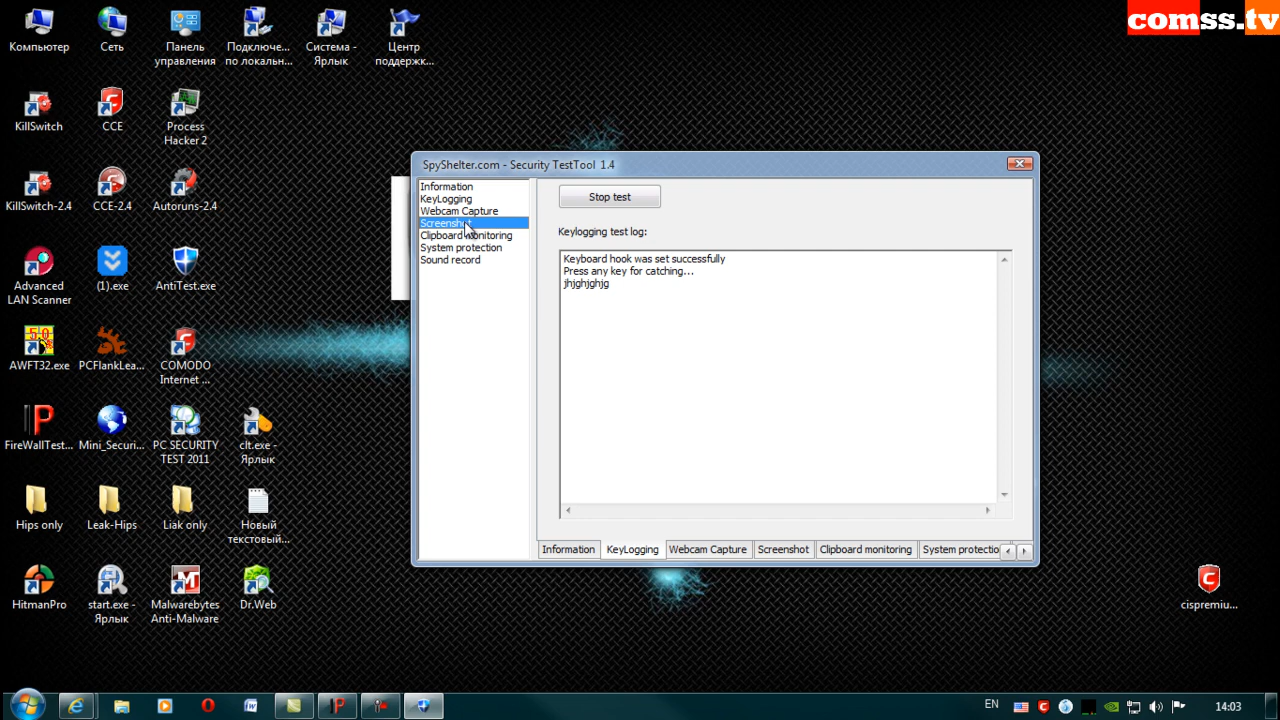 comss.tv
Компьютер
Сеть
Панель
управления
Подключе...
по локальн...
Система -
Ярлык
Центр
поддержк...
KillSwitch
CCE
Process
Hacker 2
KillSwitch-2.4
CCE-2.4
Autoruns-2.4
Advanced
LAN Scanner
(1).exe
AntiTest.exe
5.0
AWFT32.exe
PCFlankLea...
COMODO
Internet ...
FireWallTest...
Mini_Securi...
PC SECURITY
TEST 2011
clt.exe -
Ярлык
Hips only
Leak-Hips
Liak only
Новый
текстовый...
HitmanPro
start.exe -
Ярлык
Malwarebytes
Anti-Malware
Dr.Web
SpyShelter.com - Security TestTool 1.4
Information
KeyLogging
Webcam Capture
Screenshot
Clipboard monitoring
System protection
Sound record
Stop test
Keylogging test log:
Keyboard hook was set successfully
Press any key for catching...
jhjghjghjg
Information
KeyLogging
Webcam Capture
Screenshot
Clipboard monitoring
System protectio
cispremiu...
EN
14:03